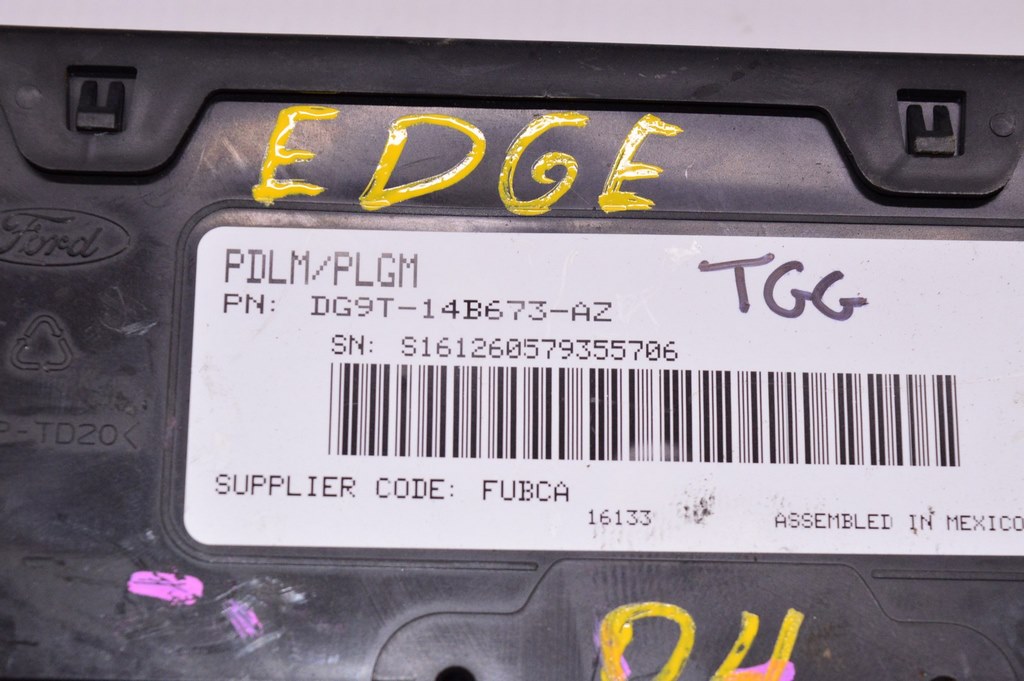 EDGE
Ford
PDLM/PLGM
TGG
PN: DG9T-14B673-AZ
SN: S161260579355706
P-TD20<
SUPPLIER CODE: FUBCA
16133
ASSEMBLED IN MEXICO